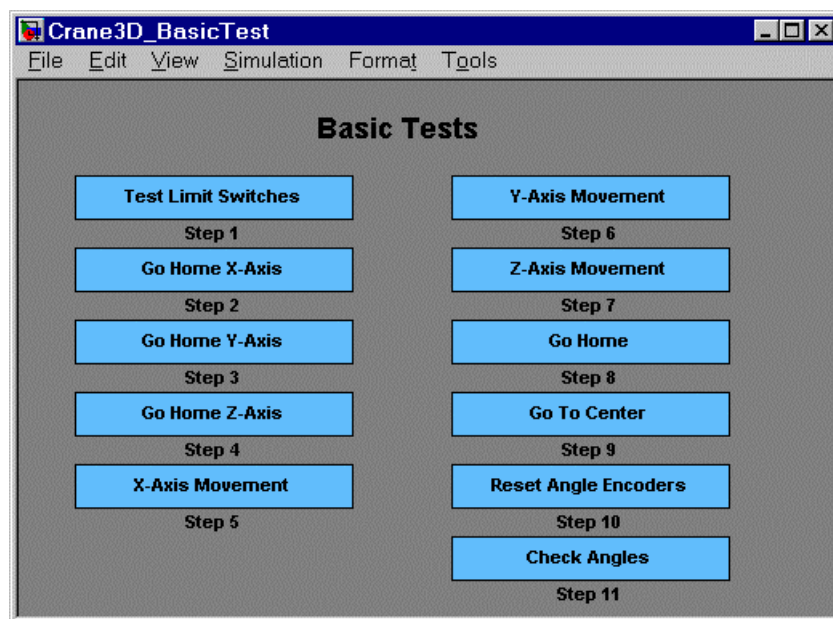 Crane3D_BasicTest
File Edit View Simulation Format Tools
Basic Tests
Test Limit Switches
Step 1
Go Home X-Axis
Step 2
Go Home Y-Axis
Step 3
Go Home Z-Axis
Step 4
X-Axis Movement
Step 5
Y-Axis Movement
Step 6
Z-Axis Movement
Step 7
Go Home
Step 8
Go To Center
Step 9
Reset Angle Encoders
Step 10
Check Angles
Step 11